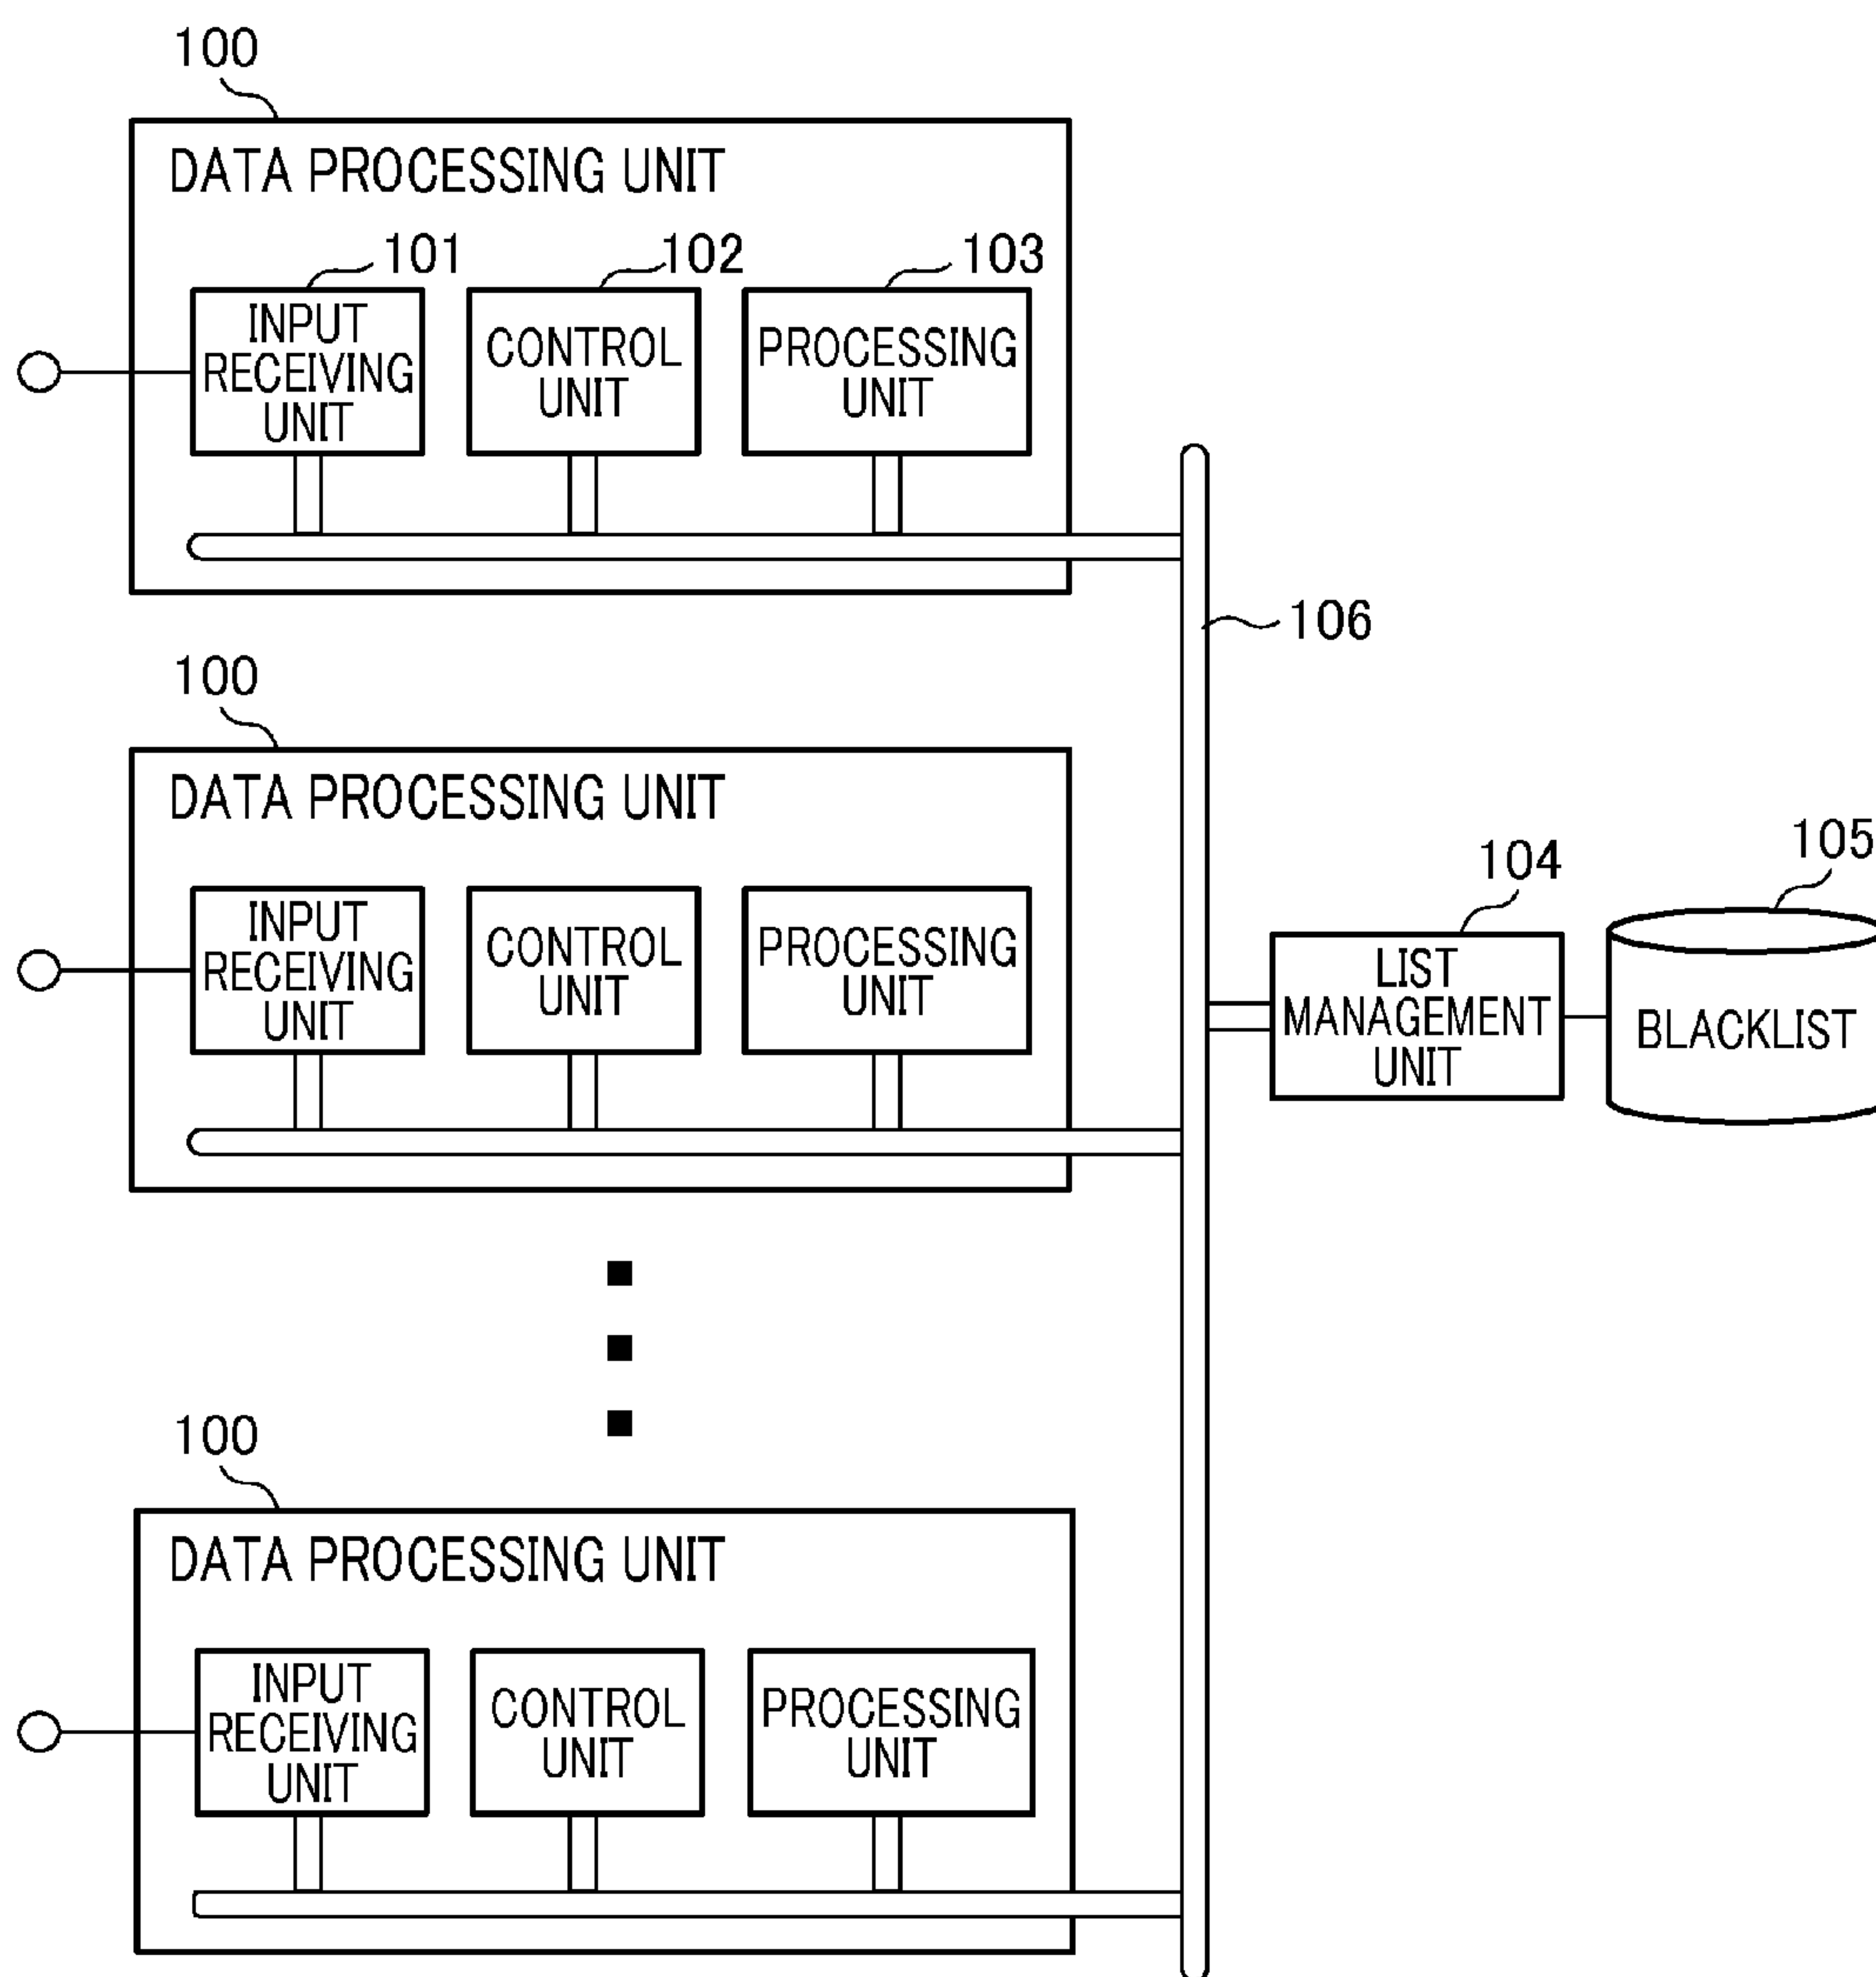 100
DATA PROCESSING UNIT
101
102
103
INPUT
RECEIVING
UNIT
CONTROL
UNIT
PROCESSING
UNIT
106
100
DATA PROCESSING UNIT
INPUT
RECEIVING
UNIT
CONTROL
UNIT
PROCESSING
UNIT
104
105
LIST
MANAGEMENT
UNIT
BLACKLIST
100
DATA PROCESSING UNIT
INPUT
RECEIVING
UNIT
CONTROL
UNIT
PROCESSING
UNIT